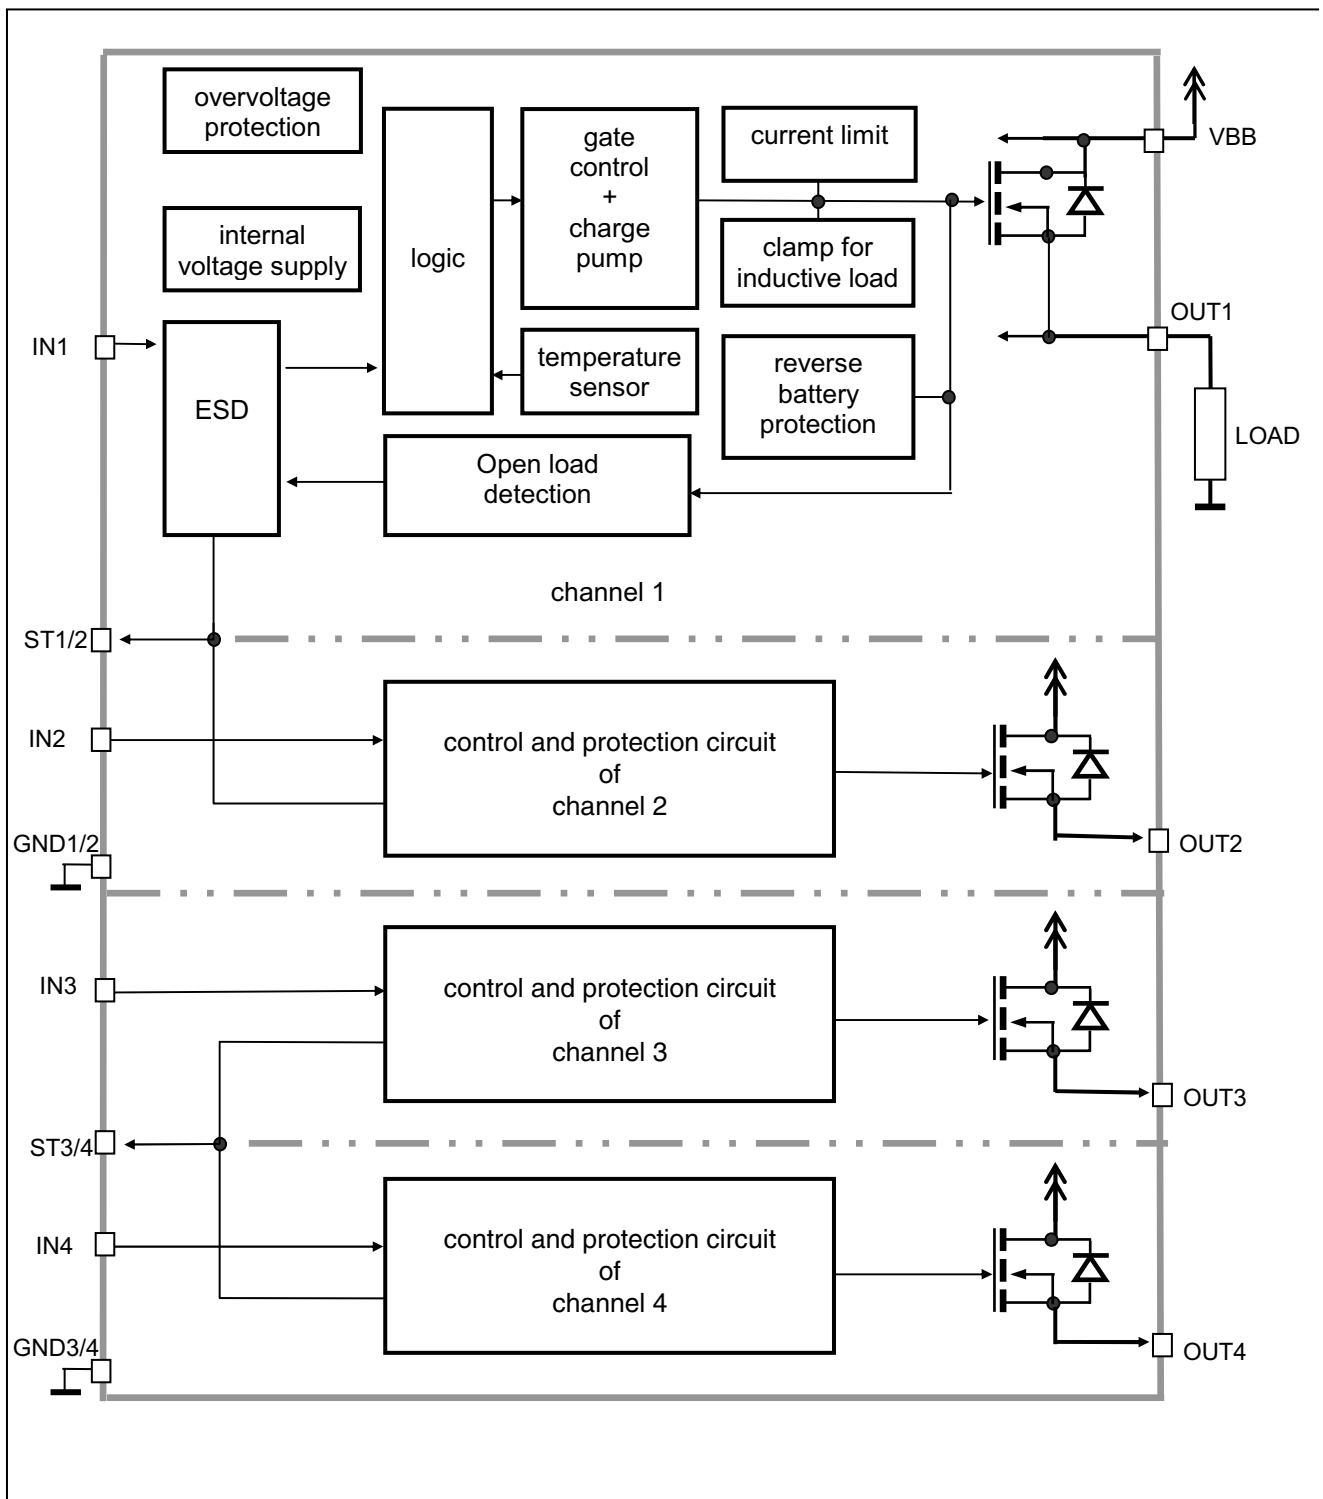 overvoltage
protection
internal
voltage supply
logic
gate
control
+
charge
pump
current limit
clamp for
inductive load
VBB
IN1
ESD
temperature
sensor
reverse
battery
protection
OUT1
LOAD
Open load
detection
channel 1
ST1/2
IN2
control and protection circuit
of
channel 2
GND1/2
OUT2
IN3
control and protection circuit
of
channel 3
OUT3
ST3/4
IN4
control and protection circuit
of
channel 4
GND3/4
OUT4